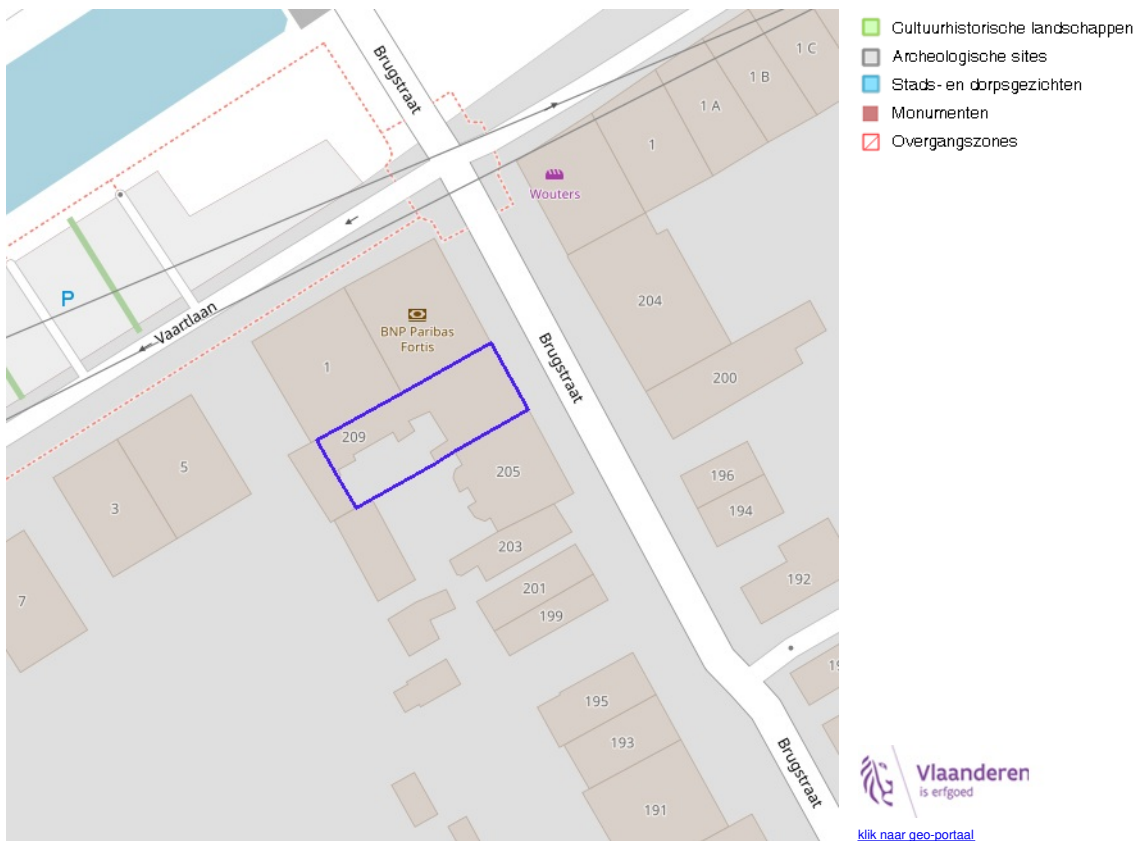 Brugstraat
1 C
1 B
1 A
1
Wouters
P
Vaartlaan
204
BNP Paribas
Fortis
1
Brugstraat
200
209
5
3
205
196
194
203
201
199
192
7
195
193
191
Brugstraat
Cultuurhistorische landschappen
Archeologische sites
Stads- en dorpsgezichten
Monumenten
Overgangszones
Vlaanderen
is erfgoed
klik naar geo-portaal